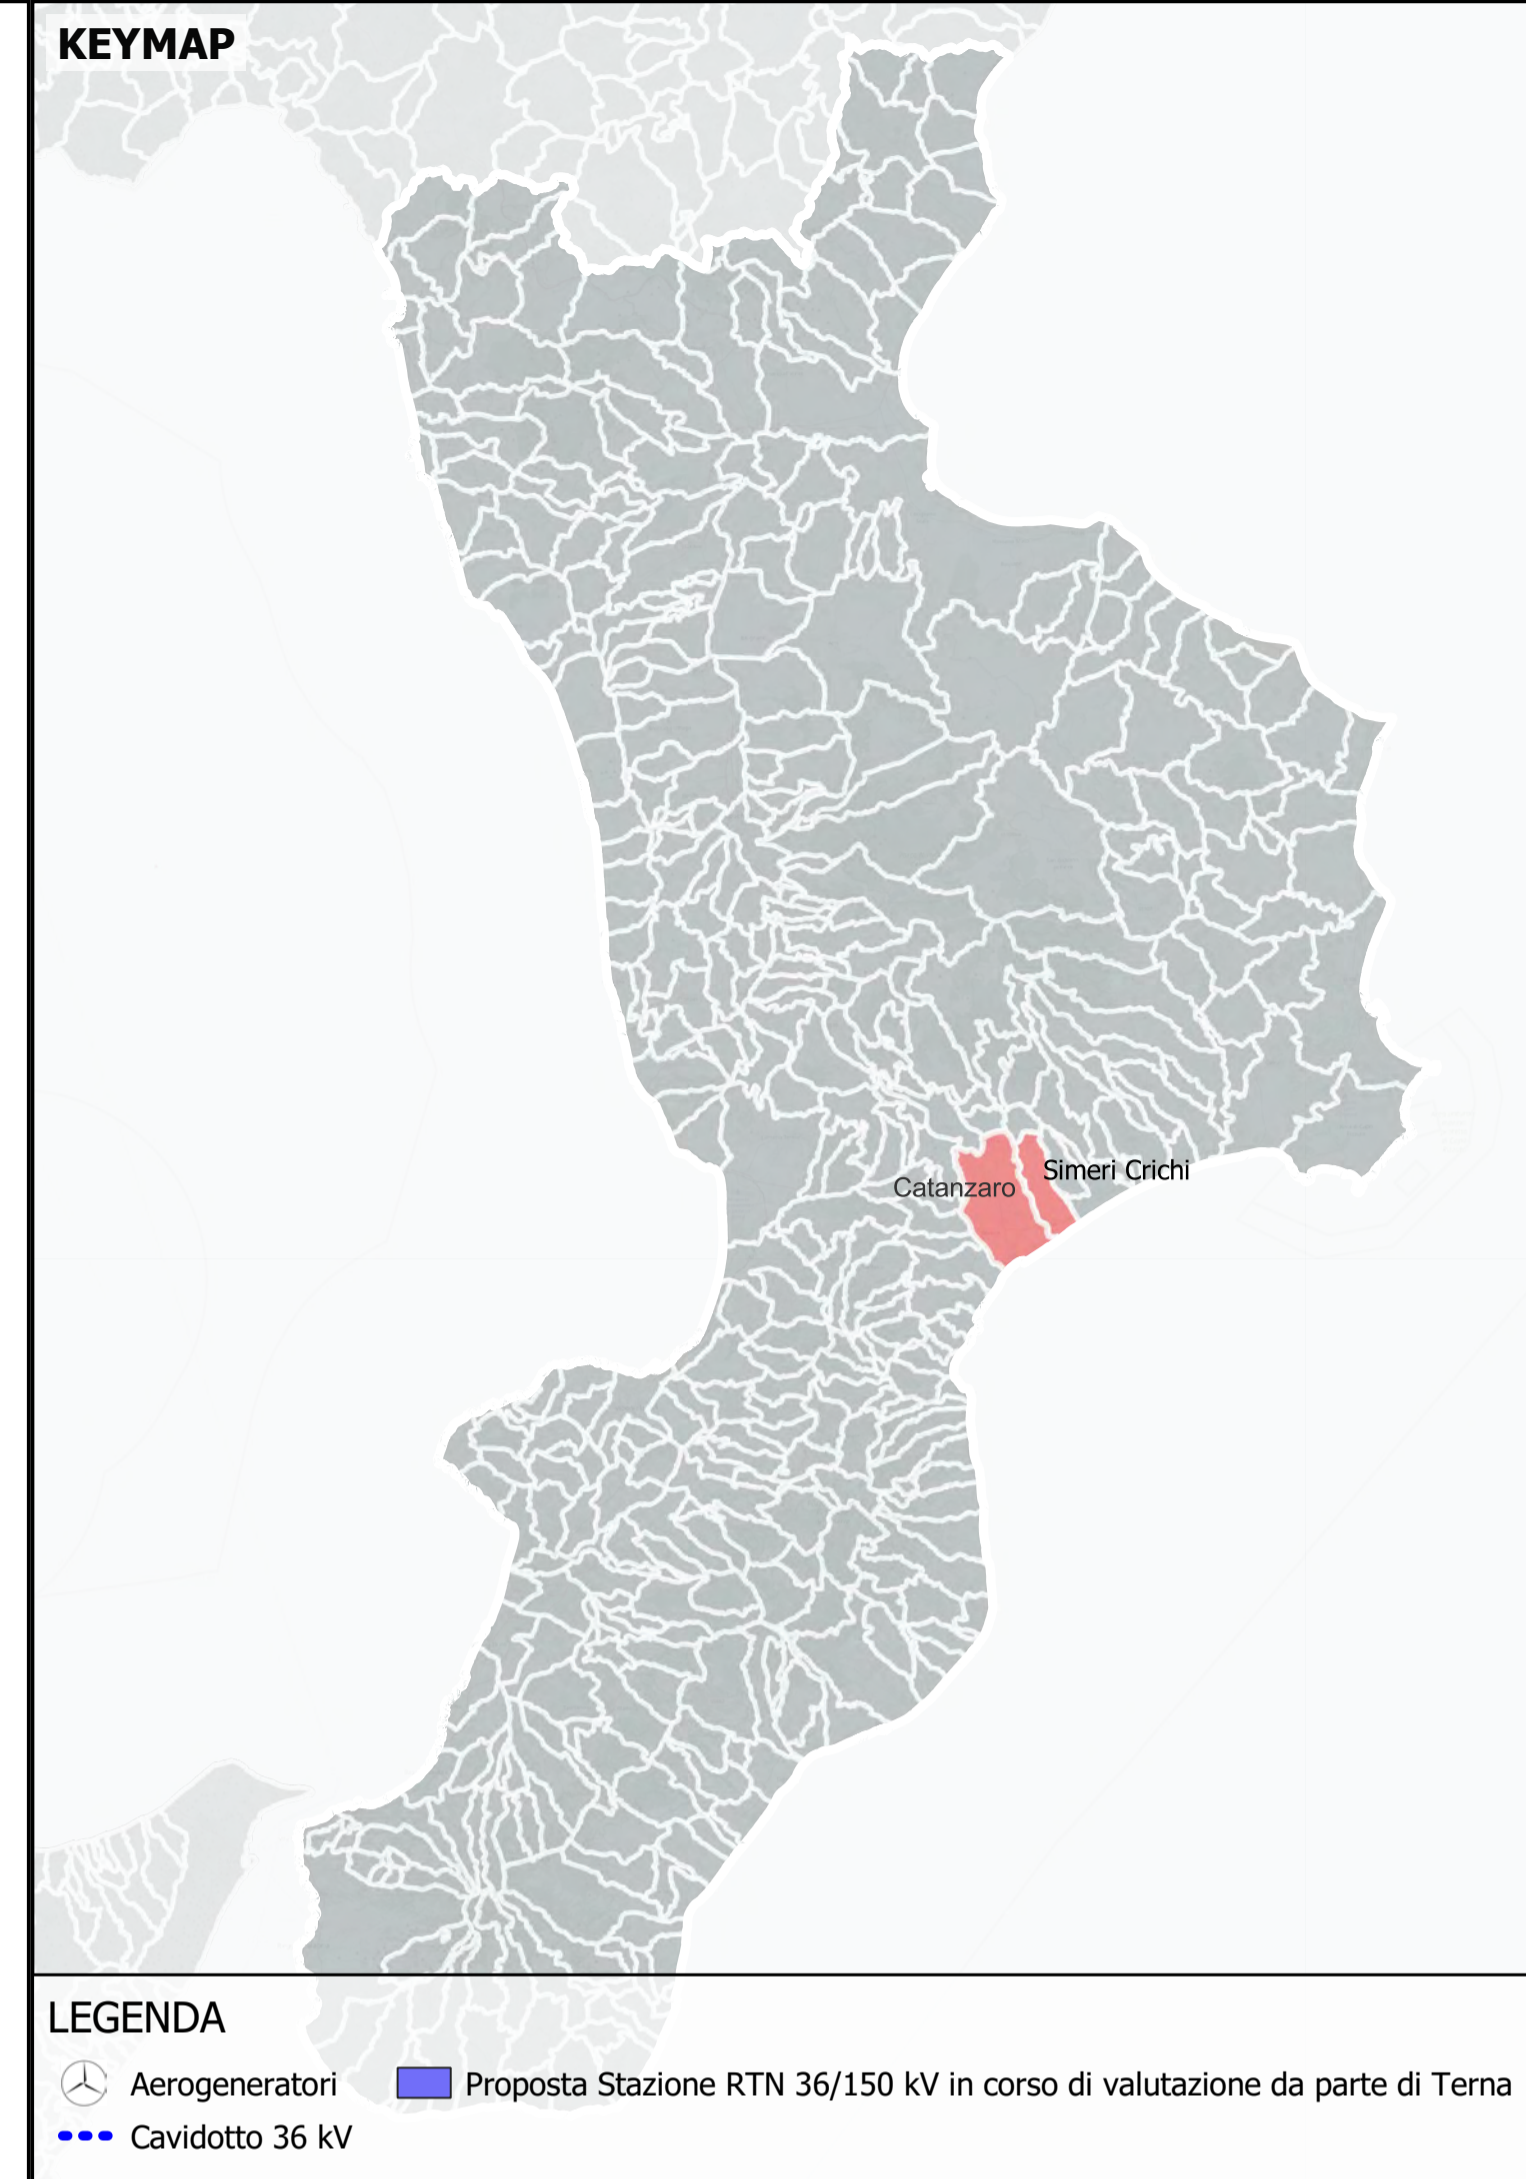 KEYMAP
Simeri Crichi
Catanzaro
LEGENDA
Aerogeneratori
Proposta Stazione RTN 36/150 kV in corso di valutazione da parte di Terna
Cavidotto 36 kV